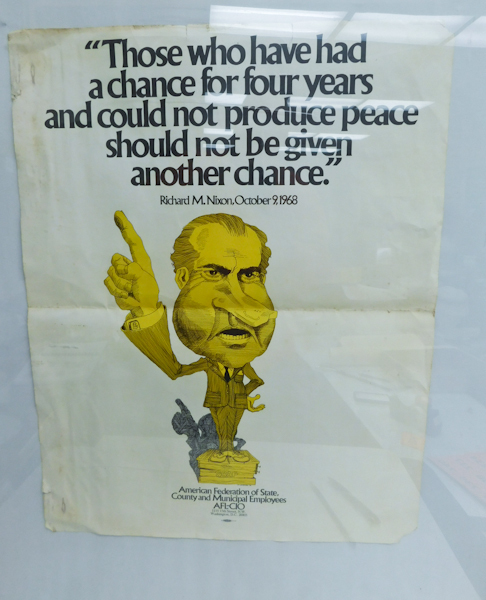 “Those who have had
a chance for four years
and could not produce peace
should not be given
another chance.”
Richard M. Nixon, October 9, 1968
American Federation of State,
County and Municipal Employees
AFL-CIO